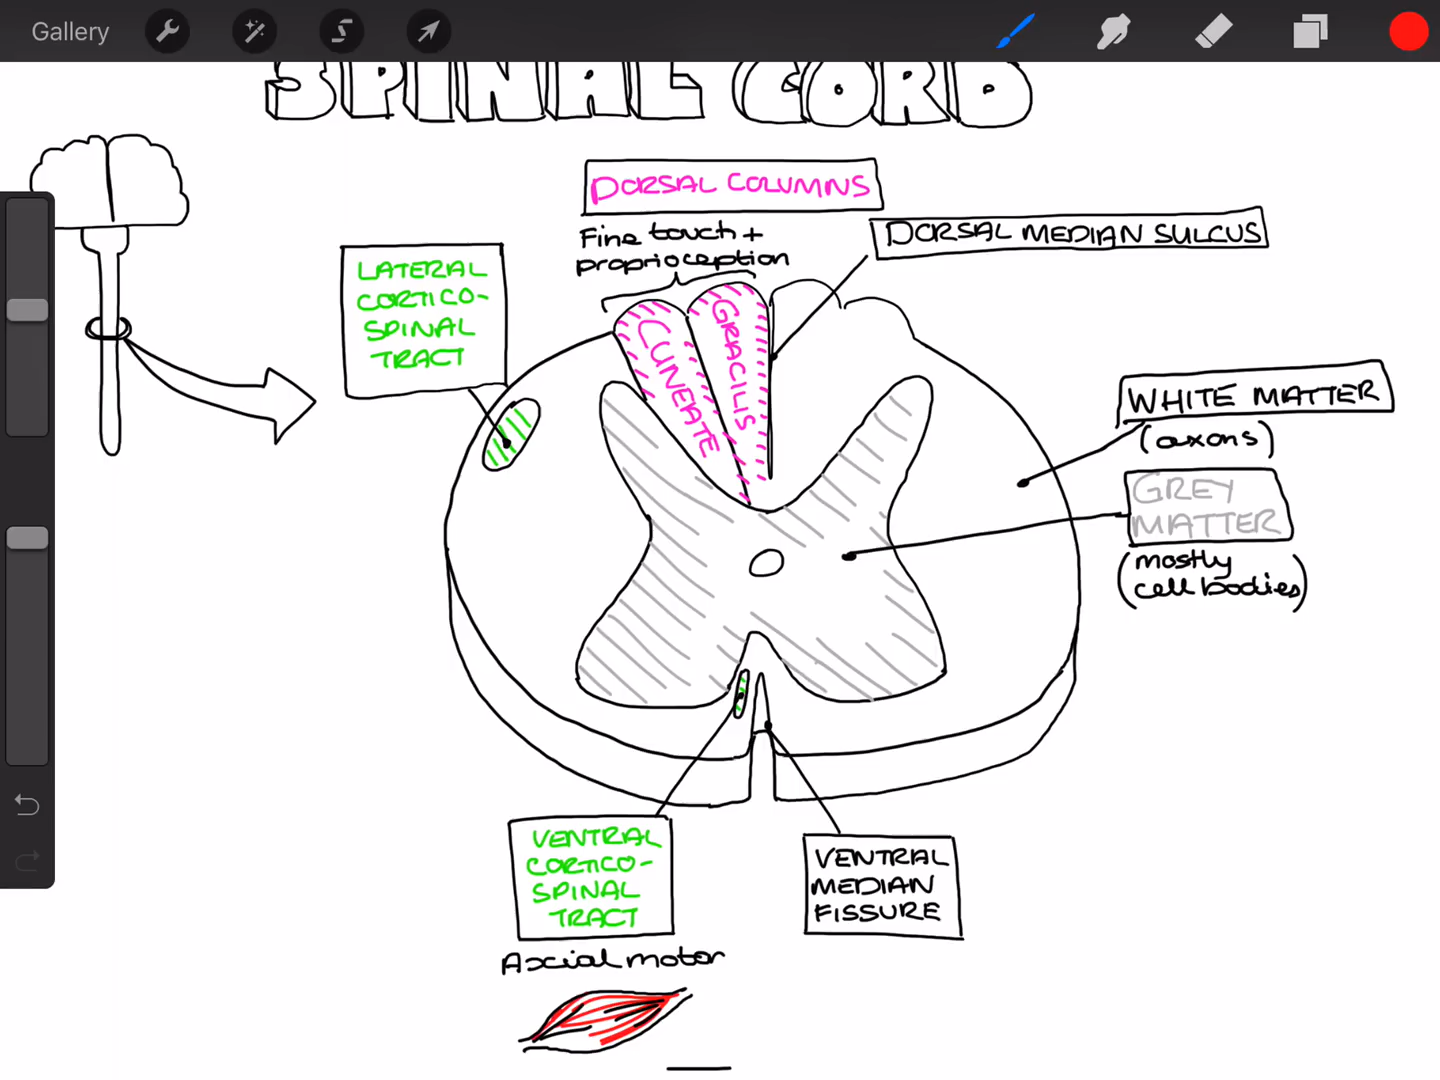 Gallery
SPINAL CORD
DORSAL COLUMNS
Fine touch +
proprioception
DORSAL MEDIAN SULCUS
LATERAL
CORTICO-
SPINAL
TRACT
CUNEATE
GRACILIS
WHITE MATTER
(axons)
GREY
MATTER
(mostly
cell bodies)
VENTRAL
CORTICO-
SPINAL
TRACT
Axial motor
VENTRAL
MEDIAN
FISSURE